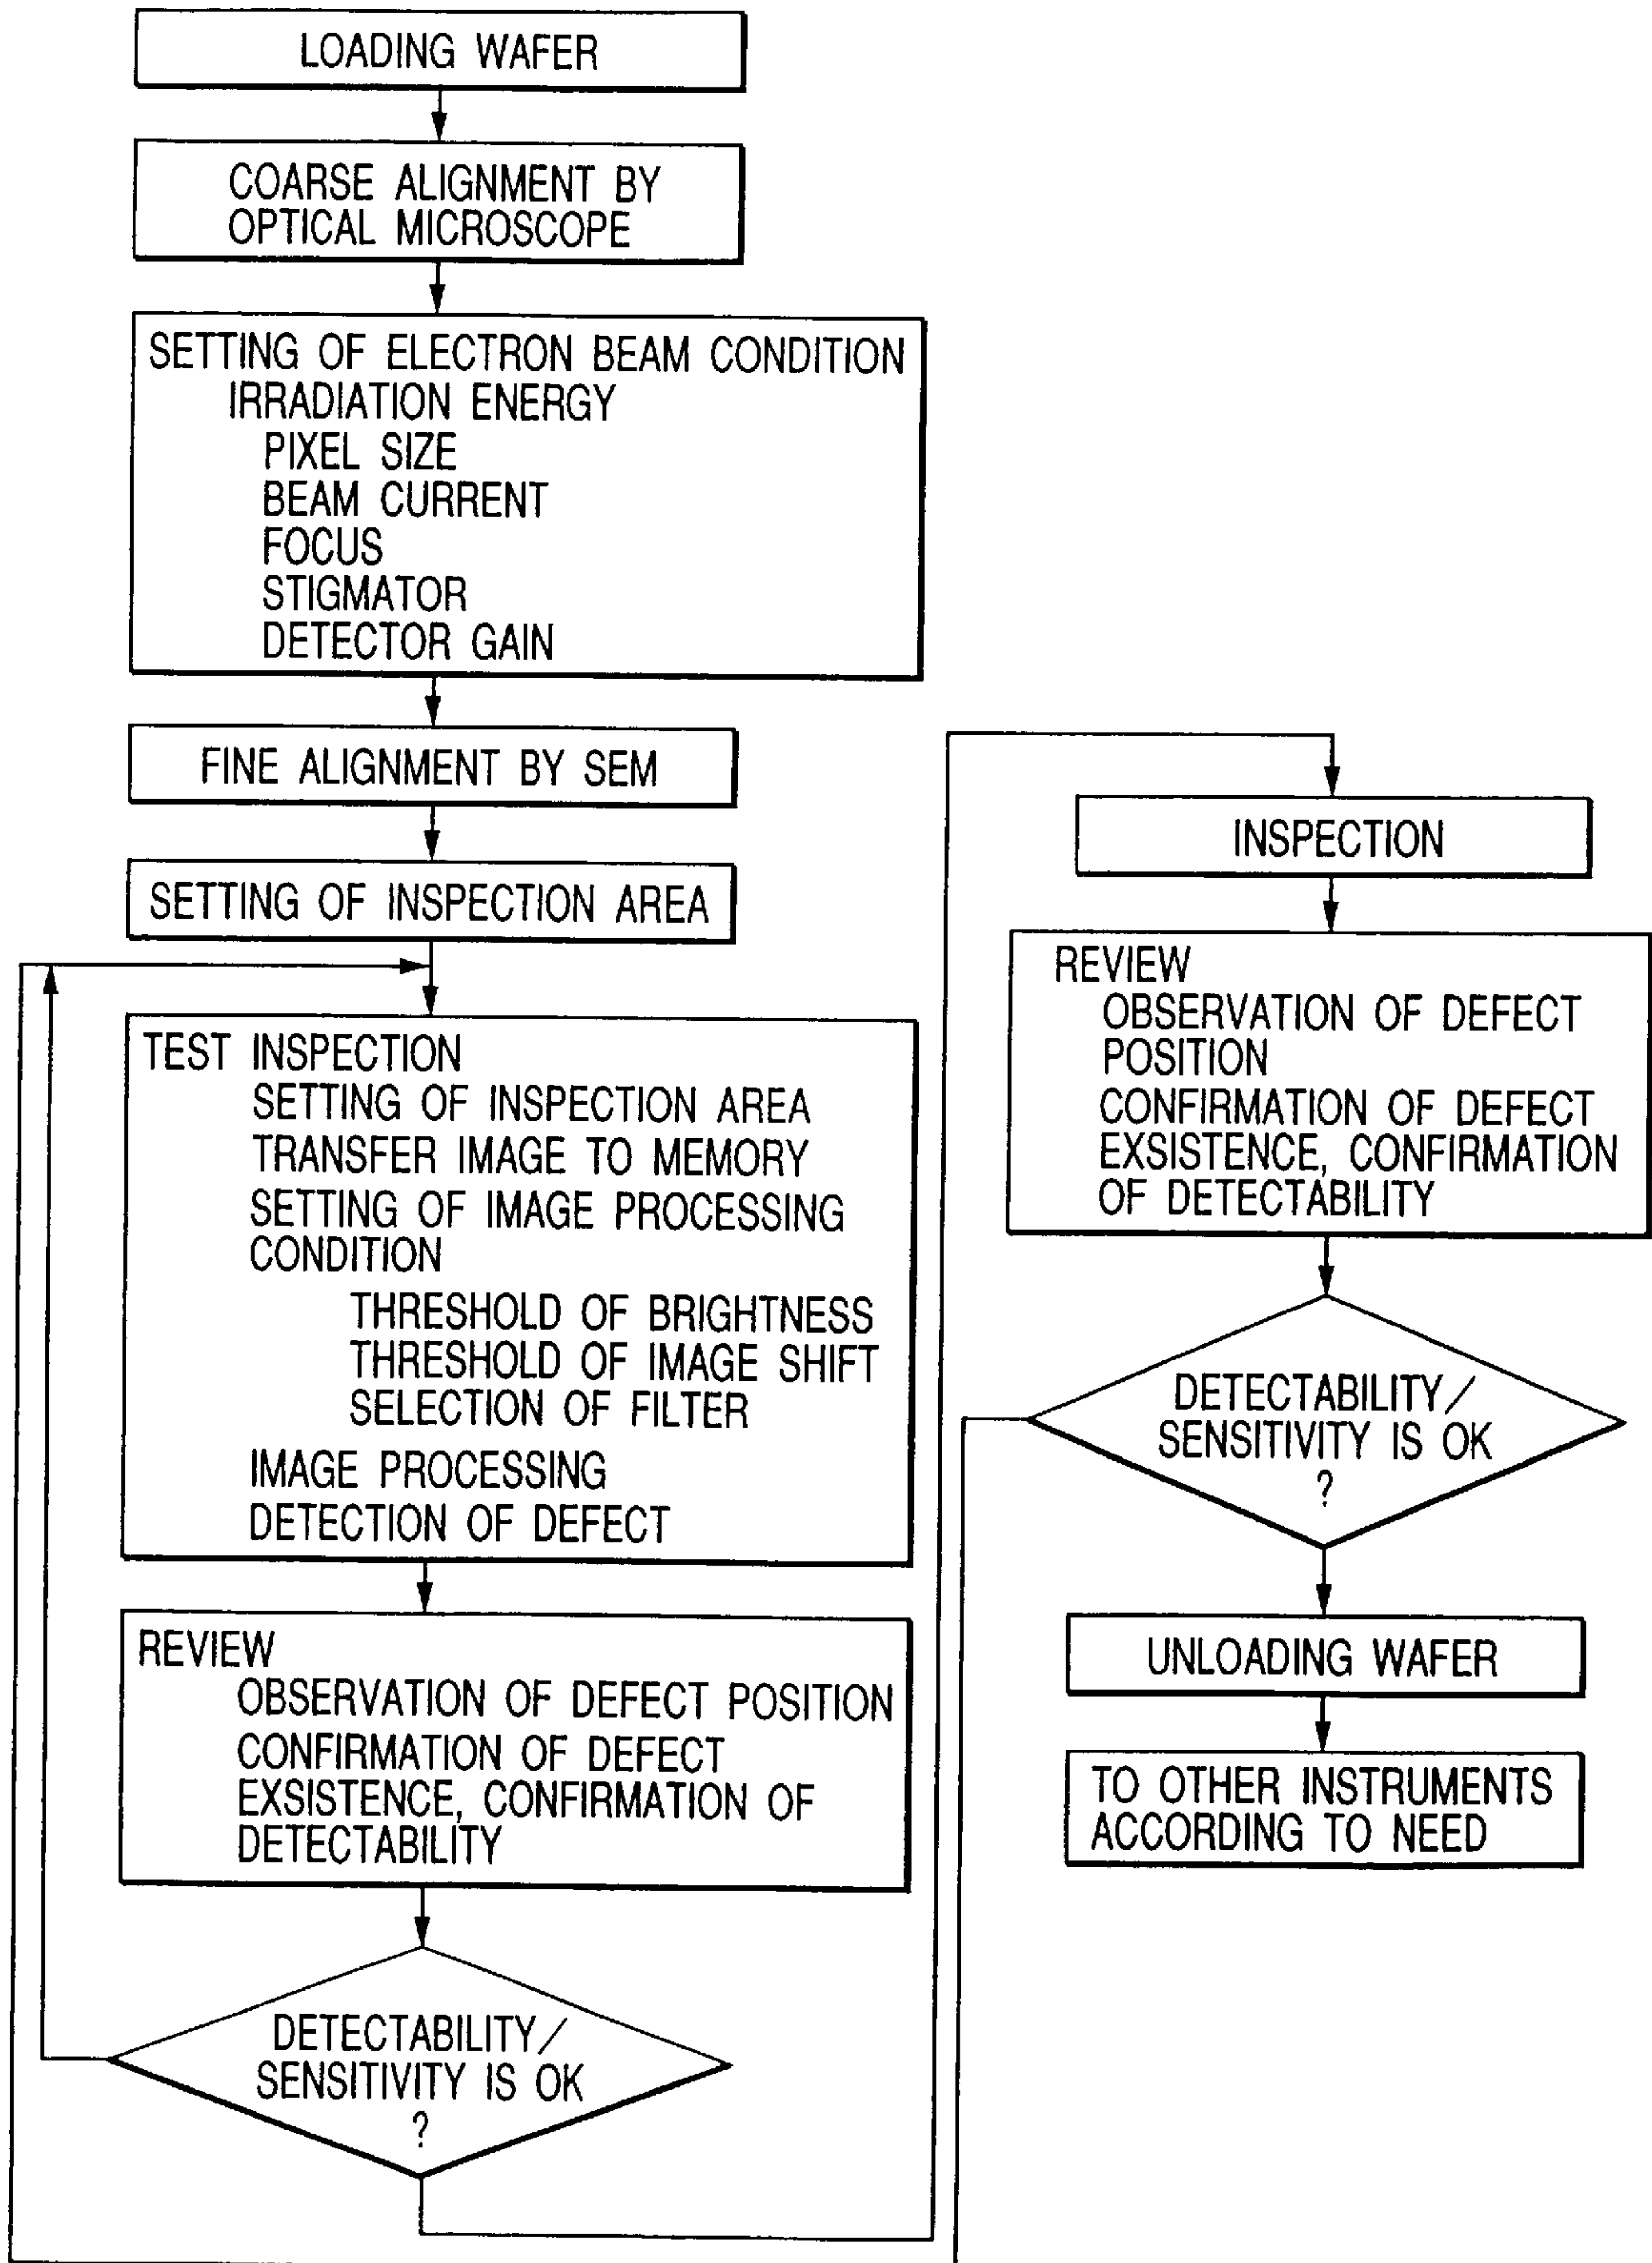 LOADING WAFER
COARSE ALIGNMENT BY
OPTICAL MICROSCOPE
SETTING OF ELECTRON BEAM CONDITION
IRRADIATION ENERGY
PIXEL SIZE
BEAM CURRENT
FOCUS
STIGMATOR
DETECTOR GAIN
FINE ALIGNMENT BY SEM
SETTING OF INSPECTION AREA
TEST INSPECTION
SETTING OF INSPECTION AREA
TRANSFER IMAGE TO MEMORY
SETTING OF IMAGE PROCESSING
CONDITION
THRESHOLD OF BRIGHTNESS
THRESHOLD OF IMAGE SHIFT
SELECTION OF FILTER
IMAGE PROCESSING
DETECTION OF DEFECT
REVIEW
OBSERVATION OF DEFECT POSITION
CONFIRMATION OF DEFECT
EXSISTENCE, CONFIRMATION OF
DETECTABILITY
DETECTABILITY/
SENSITIVITY IS OK
?
INSPECTION
REVIEW
OBSERVATION OF DEFECT
POSITION
CONFIRMATION OF DEFECT
EXSISTENCE, CONFIRMATION
OF DETECTABILITY
DETECTABILITY/
SENSITIVITY IS OK
?
UNLOADING WAFER
TO OTHER INSTRUMENTS
ACCORDING TO NEED